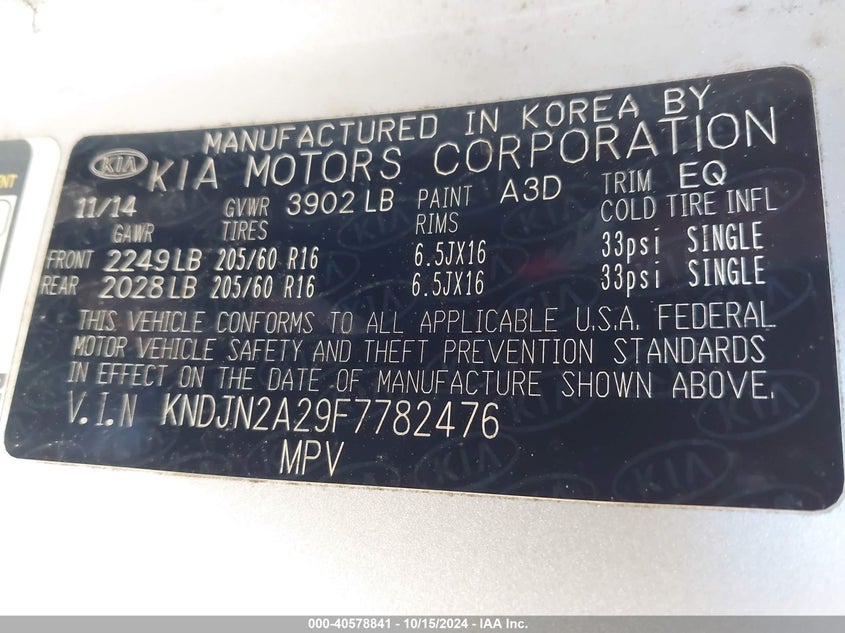 MANUFACTURED IN KOREA BY
KIA KIA MOTORS CORPORATION
11/14 GVWR 3902 LB PAINT A3D TRIM EQ
GAWR TIRES RIMS COLD TIRE INFL
FRONT 2249 LB 205/60 R16 6.5JX16 33psi SINGLE
REAR 2028 LB 205/60 R16 6.5JX16 33psi SINGLE
THIS VEHICLE CONFORMS TO ALL APPLICABLE U.S.A. FEDERAL
MOTOR VEHICLE SAFETY AND THEFT PREVENTION STANDARDS
IN EFFECT ON THE DATE OF MANUFACTURE SHOWN ABOVE.
V.I.N KNDJN2A29F7782476
MPV
000-40578841 - 10/15/2024 - IAA Inc.